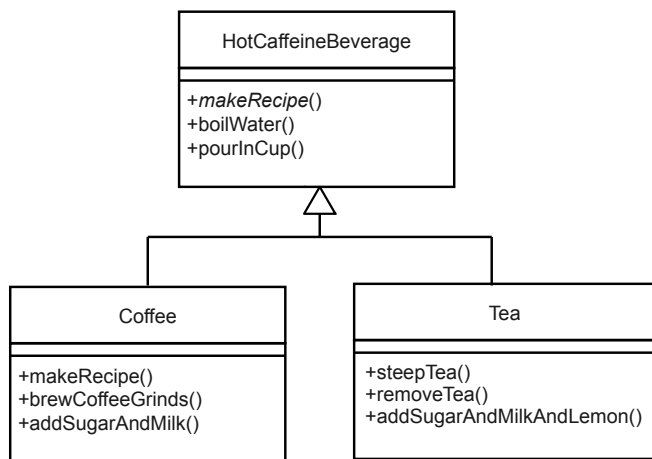 HotCaffeineBeverage
+makeRecipe()
+boilWater()
+pourInCup()
Coffee
+makeRecipe()
+brewCoffeeGrinds()
+addSugarAndMilk()
Tea
+steepTea()
+removeTea()
+addSugarAndMilkAndLemon()